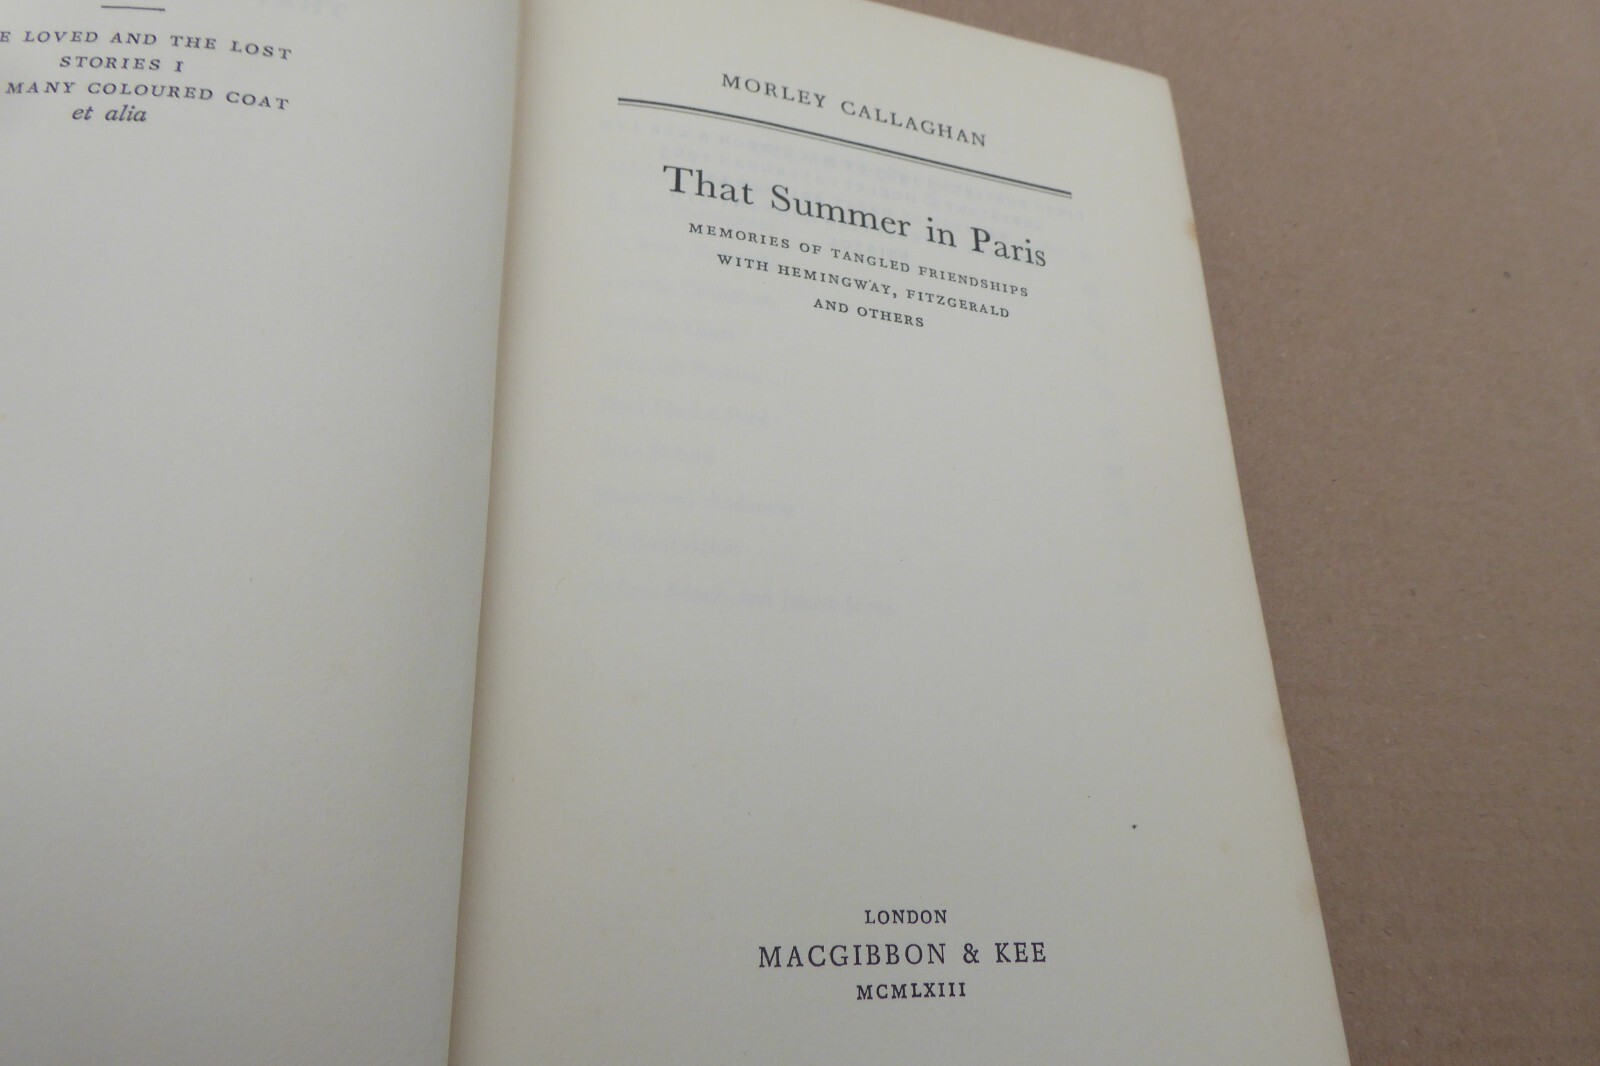 LOVED AND THE LOST
STORIES I
MANY COLOURED COAT
et alia
MORLEY CALLAGHAN
That Summer in Paris
MEMORIES OF TANGLED FRIENDSHIPS
WITH HEMINGWAY, FITZGERALD
AND OTHERS
LONDON
MACGIBBON & KEE
MCMLXIII